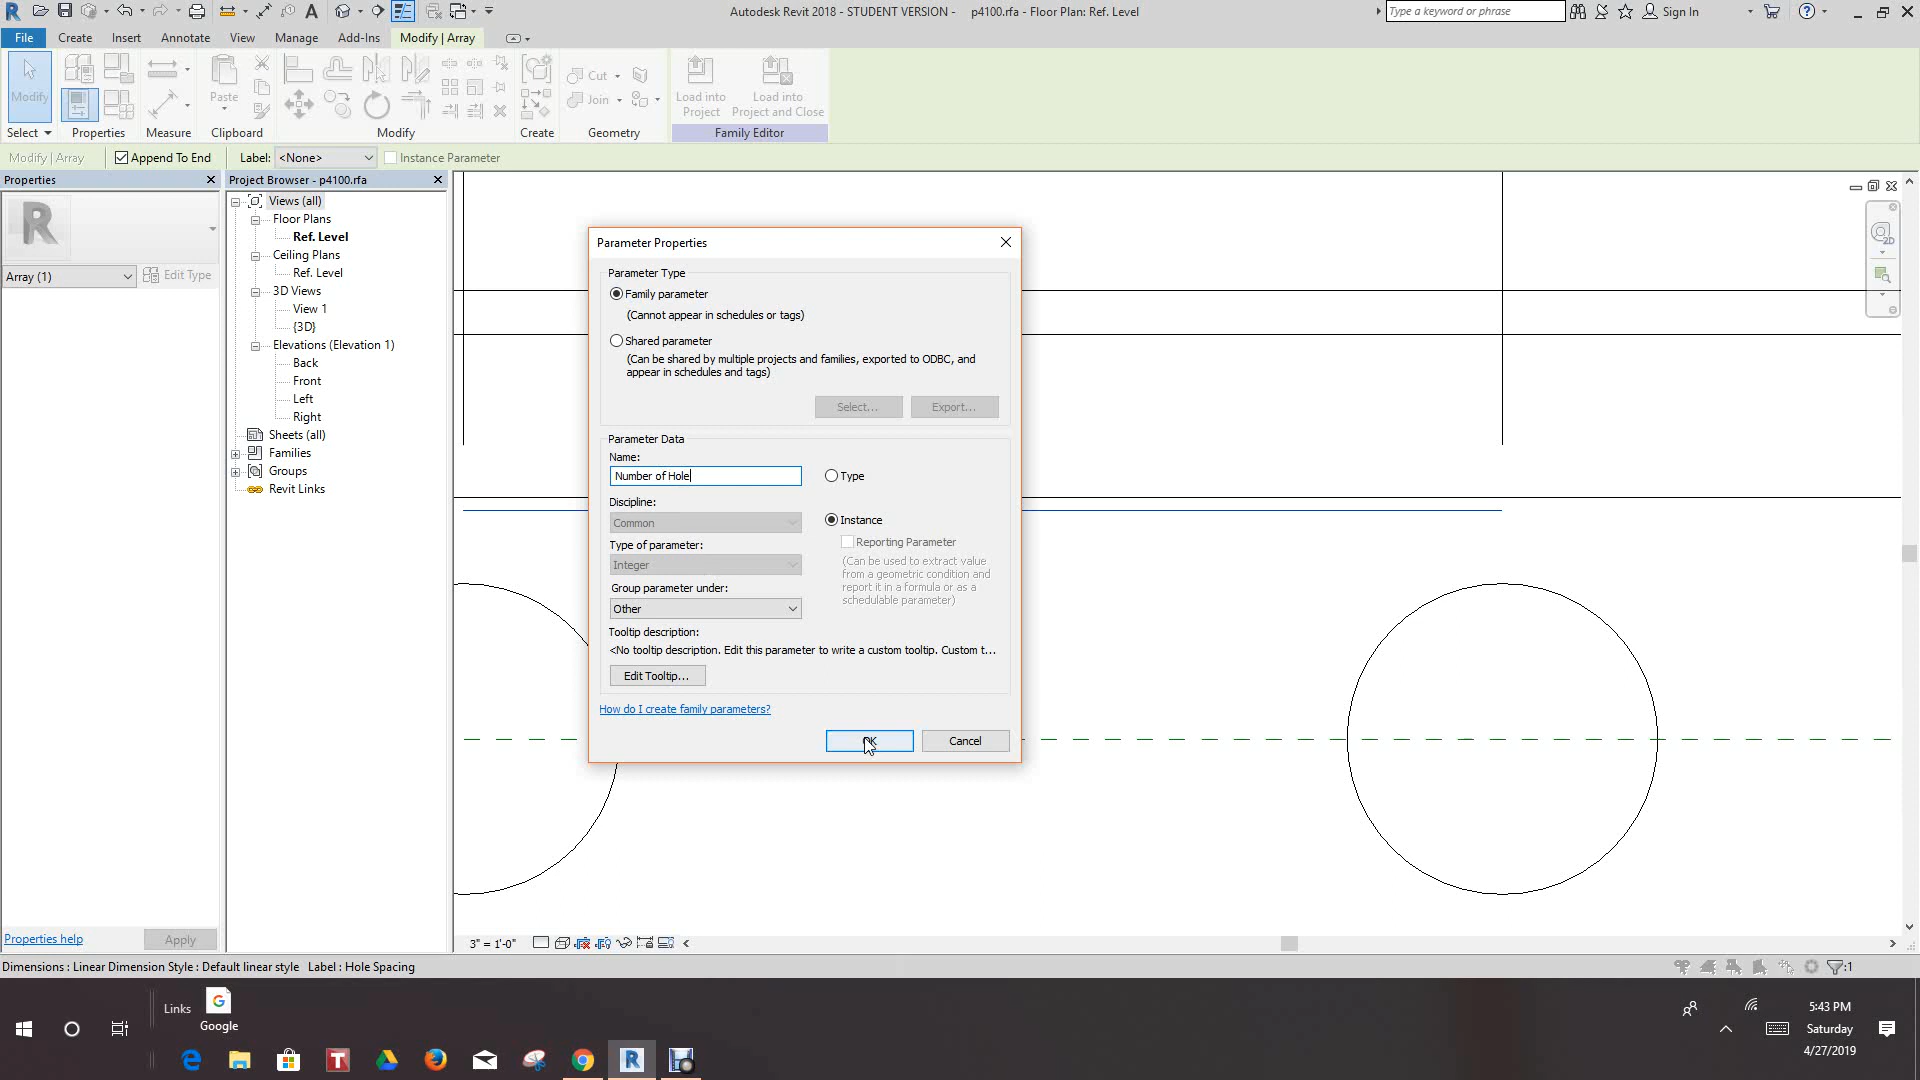 Autodesk Revit 2018 - STUDENT VERSION - p4100.rfa - Floor Plan: Ref. Level
Type a keyword or phrase
Sign In
File Create Insert Annotate View Manage Add-Ins Modify | Array
Modify
Paste
Cut
Join
Load into Project
Load into Project and Close
Select Properties Measure Clipboard Modify Create Geometry Family Editor
Modify | Array
Append To End
Label: <None>
Instance Parameter
Properties
Array (1)
Edit Type
Properties help
Apply
Project Browser - p4100.rfa
Views (all)
Floor Plans
Ref. Level
Ceiling Plans
Ref. Level
3D Views
View 1
{3D}
Elevations (Elevation 1)
Back
Front
Left
Right
Sheets (all)
Families
Groups
Revit Links
2D
Parameter Properties
Parameter Type
Family parameter
(Cannot appear in schedules or tags)
Shared parameter
(Can be shared by multiple projects and families, exported to ODBC, and
appear in schedules and tags)
Select...
Export...
Parameter Data
Name:
Number of Hole
Type
Discipline:
Common
Instance
Reporting Parameter
(Can be used to extract value
from a geometric condition and
report it in a formula or as a
schedulable parameter)
Type of parameter:
Integer
Group parameter under:
Other
Tooltip description:
<No tooltip description. Edit this parameter to write a custom tooltip. Custom t...
Edit Tooltip...
How do I create family parameters?
OK
Cancel
3" = 1'-0"
Dimensions : Linear Dimension Style : Default linear style Label : Hole Spacing
:1
Links
Google
5:43 PM
Saturday
4/27/2019